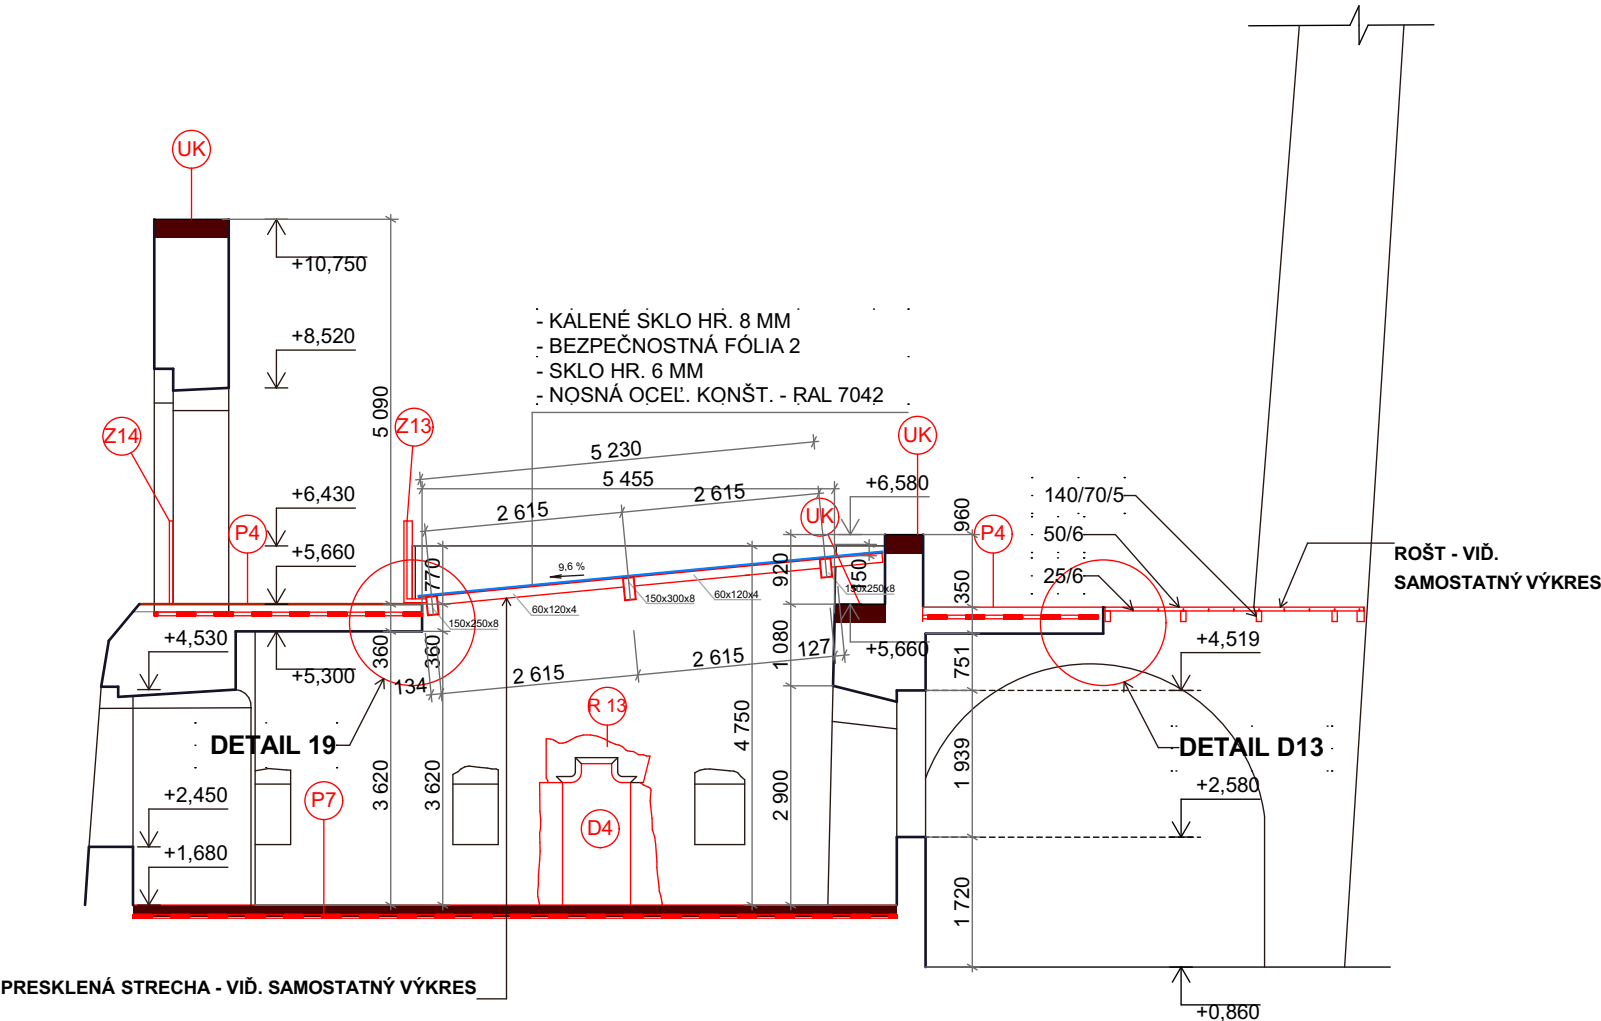 UK
+10,750
+8,520
- KALENÉ SKLO HR. 8 MM
- BEZPEČNOSTNÁ FÓLIA 2
- SKLO HR. 6 MM
- NOSNÁ OCEĽ. KONŠT. - RAL 7042
5 090
Z14
Z13
UK
5 230
5 455
2 615
2 615
+6,430
+6,580
960
140/70/5
P4
UK
P4
50/6
ROŠT - VIĎ.
SAMOSTATNÝ VÝKRES
+5,660
770
9,6 %
920
350
25/6
150x250x8
60x120x4
150x300x8
60x120x4
150x250x8
+4,530
360
360
1 080
127
+5,660
751
+4,519
+5,300
134
2 615
2 615
R 13
DETAIL 19
4 750
DETAIL D13
1 939
+2,450
P7
3 620
3 620
D4
2 900
+2,580
+1,680
1 720
PRESKLENÁ STRECHA - VIĎ. SAMOSTATNÝ VÝKRES
+0,860